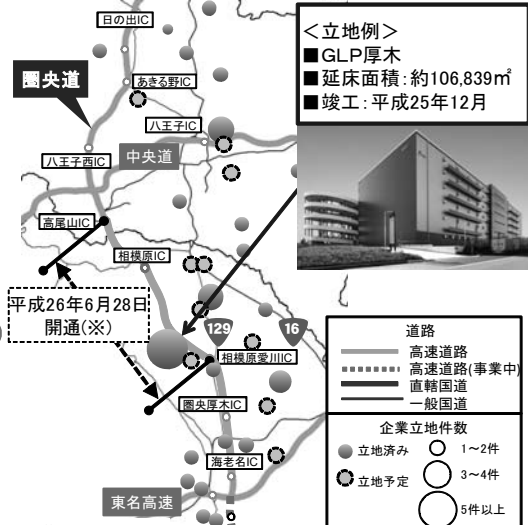 日の出IC
圏央道
あきる野IC
八王子IC
八王子西IC
中央道
高尾山IC
相模原IC
平成26年6月28日
開通(※)
129
16
相模原愛川IC
圏央厚木IC
海老名IC
東名高速
＜立地例＞
■GLP厚木
■延床面積：約106,839㎡
■竣工：平成25年12月
道路
高速道路
高速道路(事業中)
直轄国道
一般国道
企業立地件数
立地済み
1～2件
立地予定
3～4件
5件以上